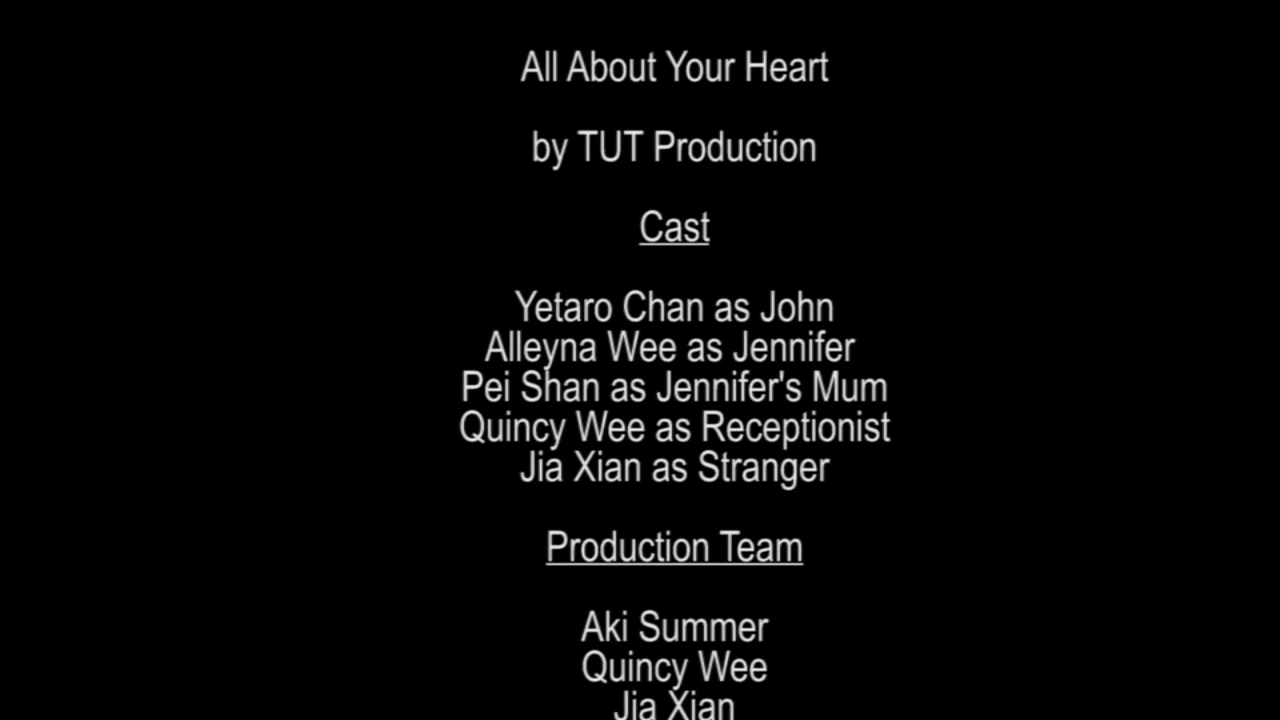 All About Your Heart
by TUT Production
Cast
Yetaro Chan as John
Alleyna Wee as Jennifer
Pei Shan as Jennifer's Mum
Quincy Wee as Receptionist
Jia Xian as Stranger
Production Team
Aki Summer
Quincy Wee
Jia Xian